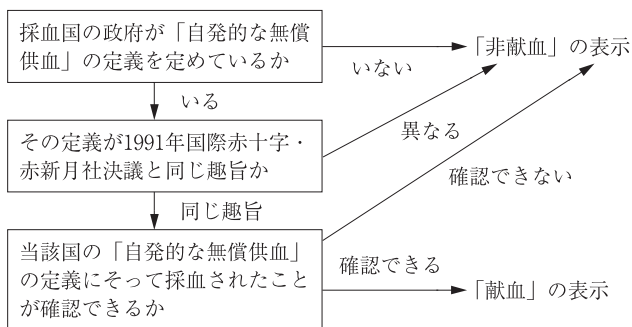 採血国の政府が「自発的な無償
供血」の定義を定めているか
いない
「非献血」の表示
いる
その定義が1991年国際赤十字・
赤新月社決議と同じ趣旨か
異なる
確認できない
同じ趣旨
当該国の「自発的な無償供血」
の定義にそって採血されたこと
が確認できるか
確認できる
「献血」の表示